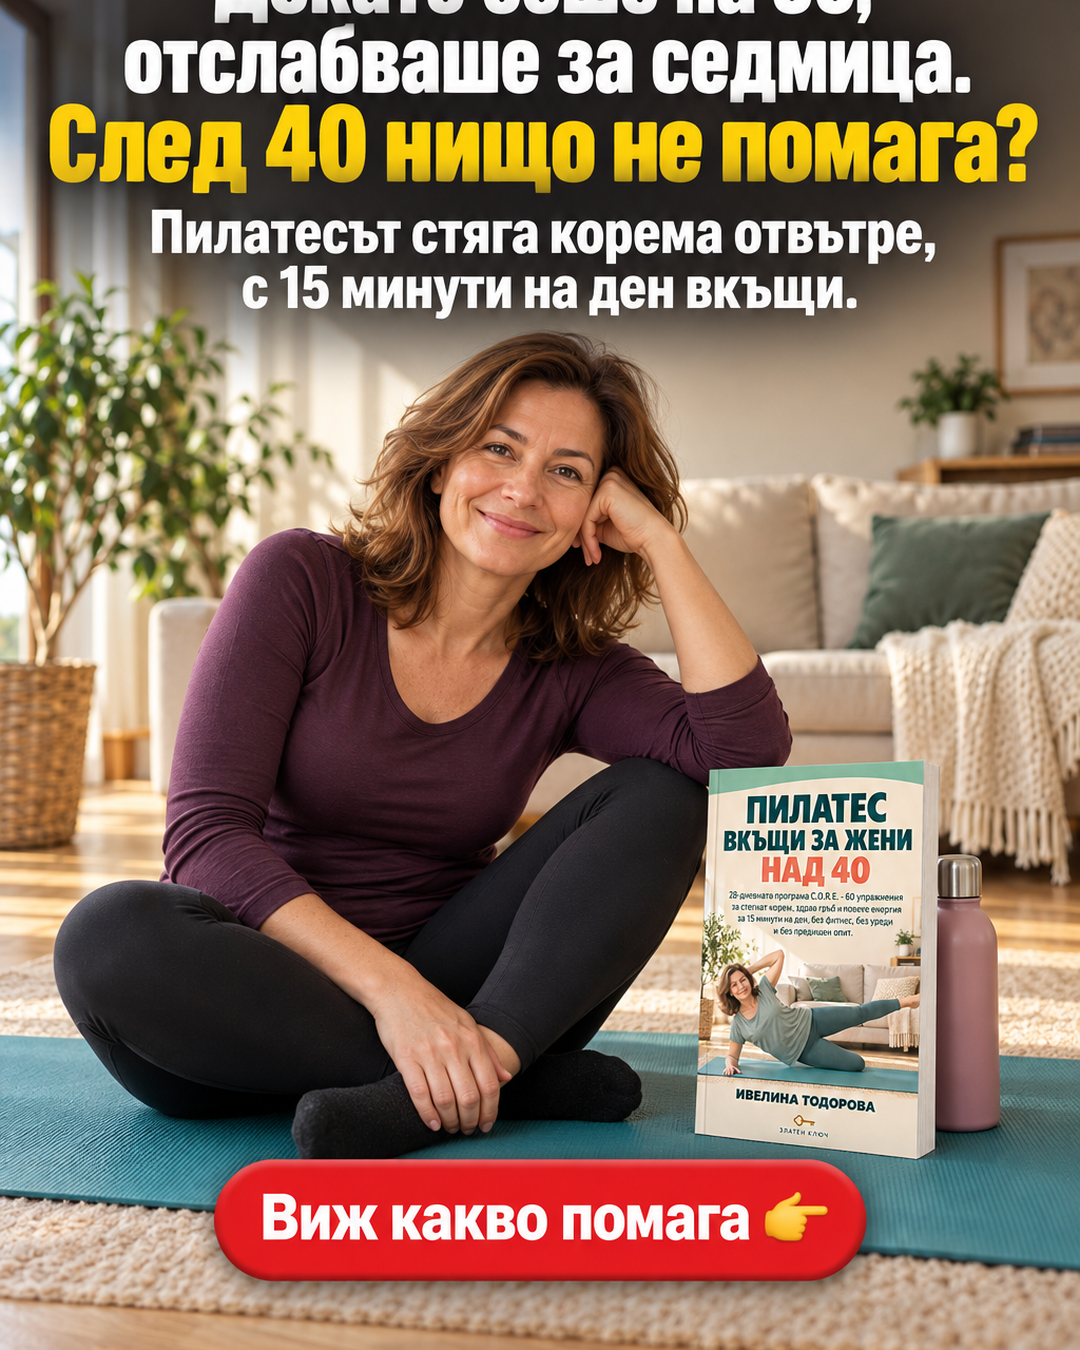 отслабваше за седмица.
След 40 нищо не помага?
Пилатесът стяга корема отвътре,
с 15 минути на ден вкъщи.
ПИЛАТЕС
ВКЪЩИ ЗА ЖЕНИ
НАД 40
28-дневната програма C.O.R.E. - 60 упражнения
за стегнат корем, здрав гръб и повече енергия
за 15 минути на ден, без фитнес, без уреди
и без предишен опит.
ИВЕЛИНА ТОДОРОВА
ЗЛАТЕН КЛЮЧ
Виж какво помага 👉